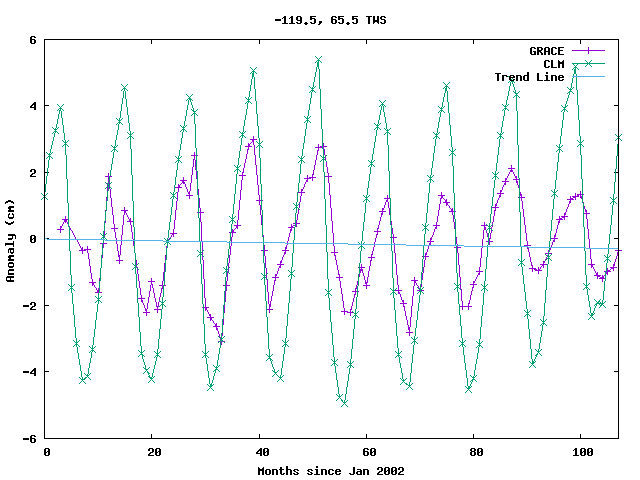 -119.5, 65.5 TWS
GRACE
CLM
Trend Line
6
4
2
0
-2
-4
-6
Anomaly (cm)
0 20 40 60 80 100
Months since Jan 2002